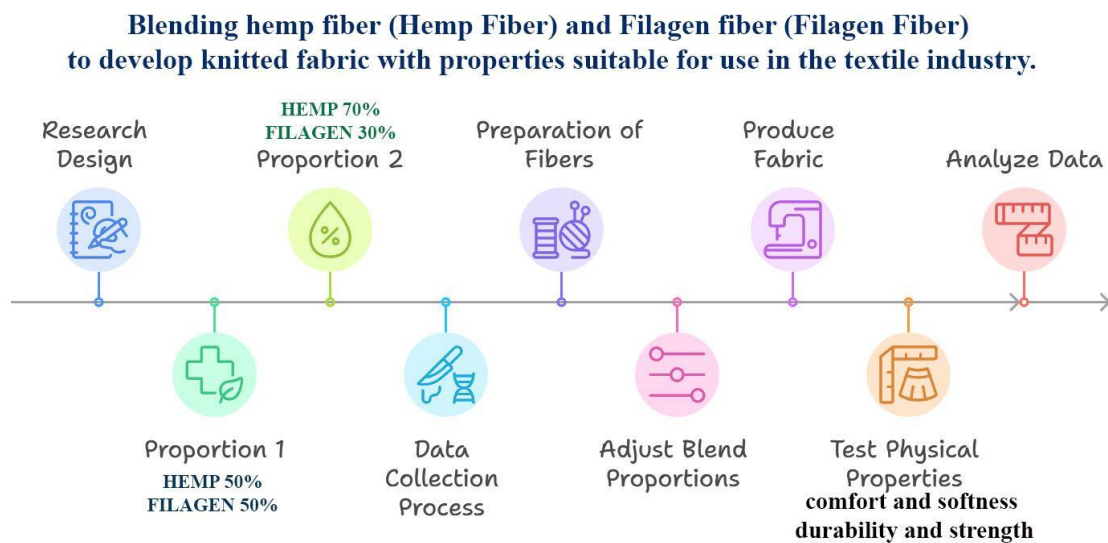 Blending hemp fiber (Hemp Fiber) and Filagen fiber (Filagen Fiber)
to develop knitted fabric with properties suitable for use in the textile industry.
Research
Design
HEMP 70%
FILAGEN 30%
Proportion 2
Preparation of
Fibers
Produce
Fabric
Analyze Data
%
Proportion 1
HEMP 50%
FILAGEN 50%
Data
Collection
Process
Adjust Blend
Proportions
Test Physical
Properties
comfort and softness
durability and strength